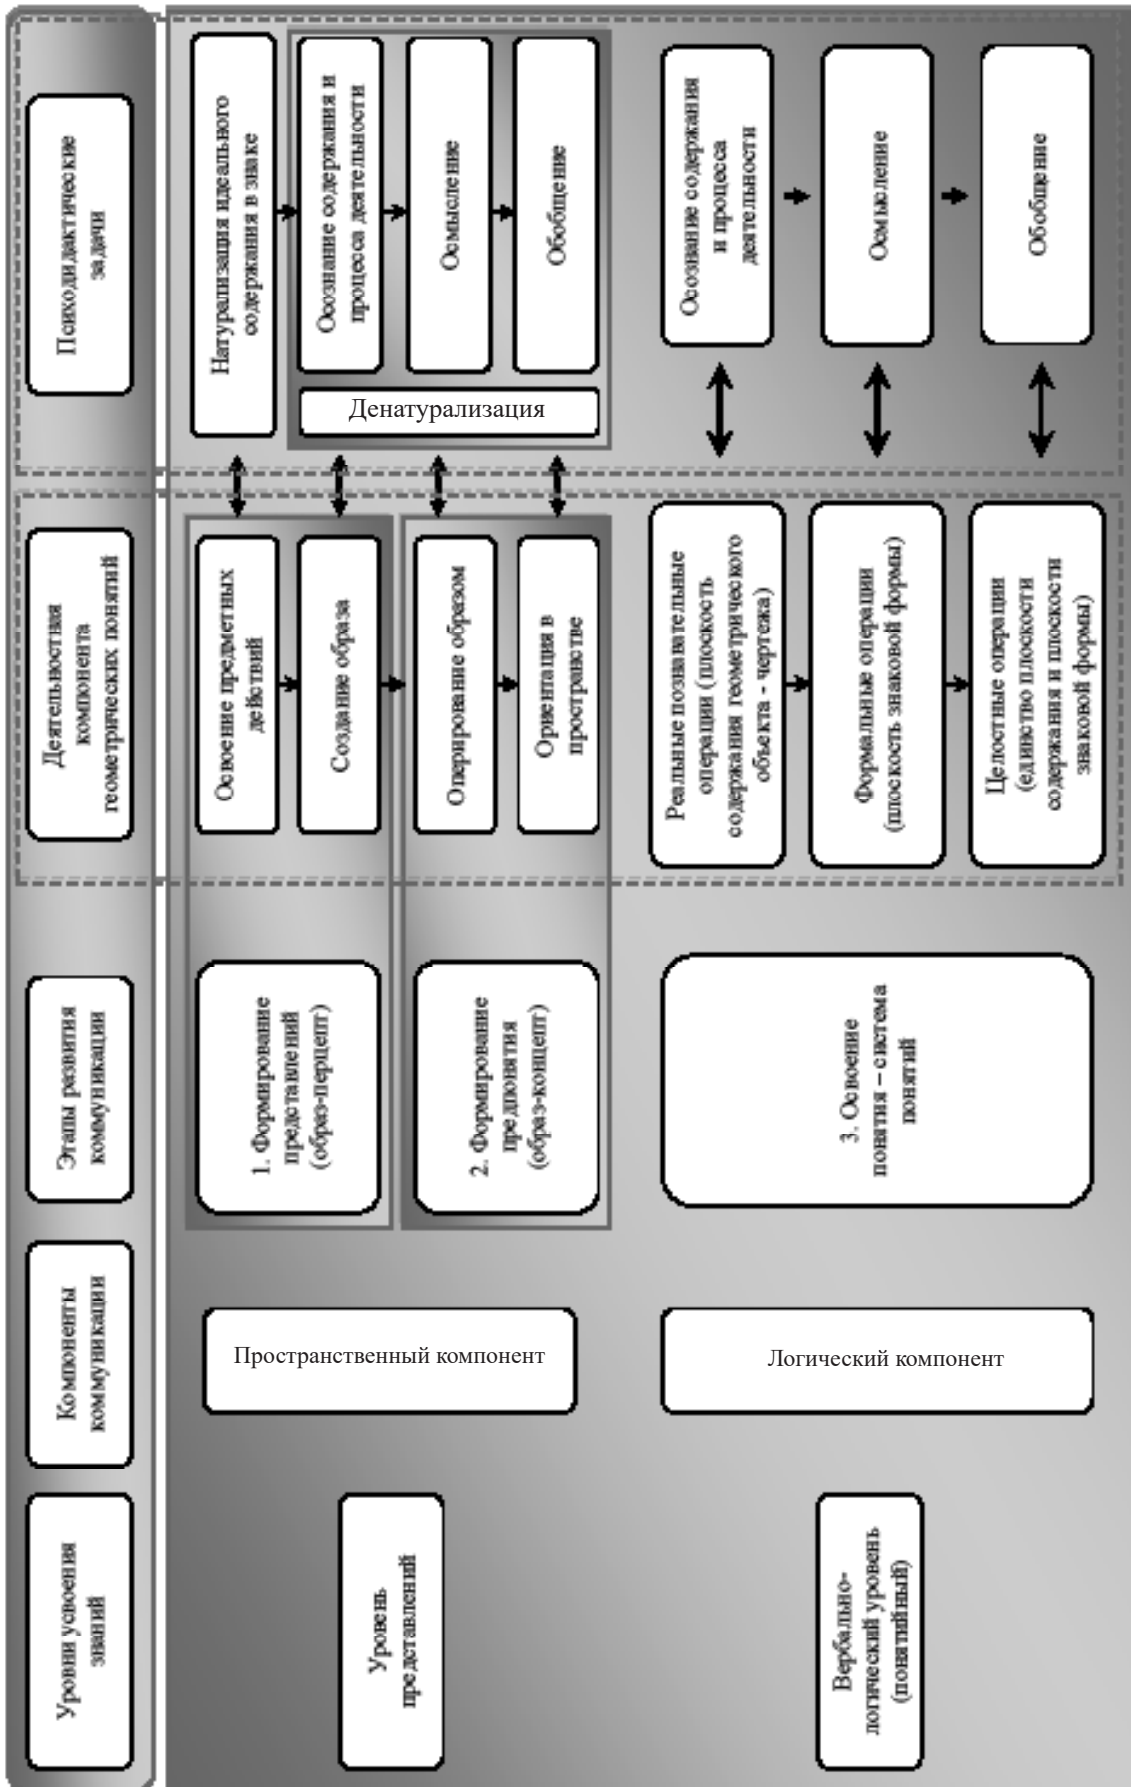 Уровни усвоения
знаний
Компоненты
коммуникации
Этапы развития
коммуникации
Деятельностная
компонента
геометрических понятий
Психодидактические
задачи
Уровень
представлений
Пространственный компонент
1. Формирование
представлений
(образ-перцепт)
Освоение предметных
действий
Создание образа
2. Формирование
предпонятия
(образ-концепт)
Оперирование образом
Ориентация в
пространстве
Натурализация идеального
содержания в знаке
Денатурализация
Осознание содержания и
процесса деятельности
Осмысление
Обобщение
Вербально-
логический уровень
(понятийный)
Логический компонент
3. Освоение
понятия – система
понятий
Реальные познавательные
операции (плоскость
содержания геометрического
объекта - чертежа)
Формальные операции
(плоскость знаковой формы)
Целостные операции
(единство плоскости
содержания и плоскости
знаковой формы)
Осознание содержания
и процесса
деятельности
Осмысление
Обобщение